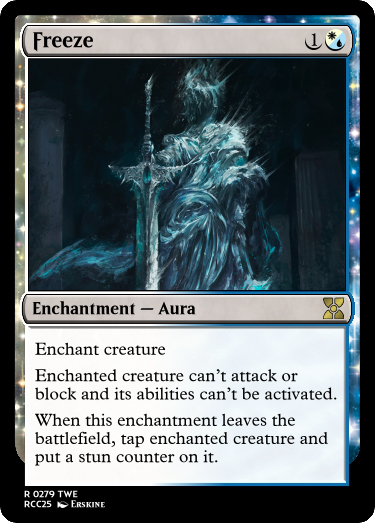 Freeze 1
Enchantment — Aura
Enchant creature
Enchanted creature can't attack or
block and its abilities can't be activated.
When this enchantment leaves the
battlefield, tap enchanted creature and
put a stun counter on it.
R 0279 TWE
RCC25 Erskine